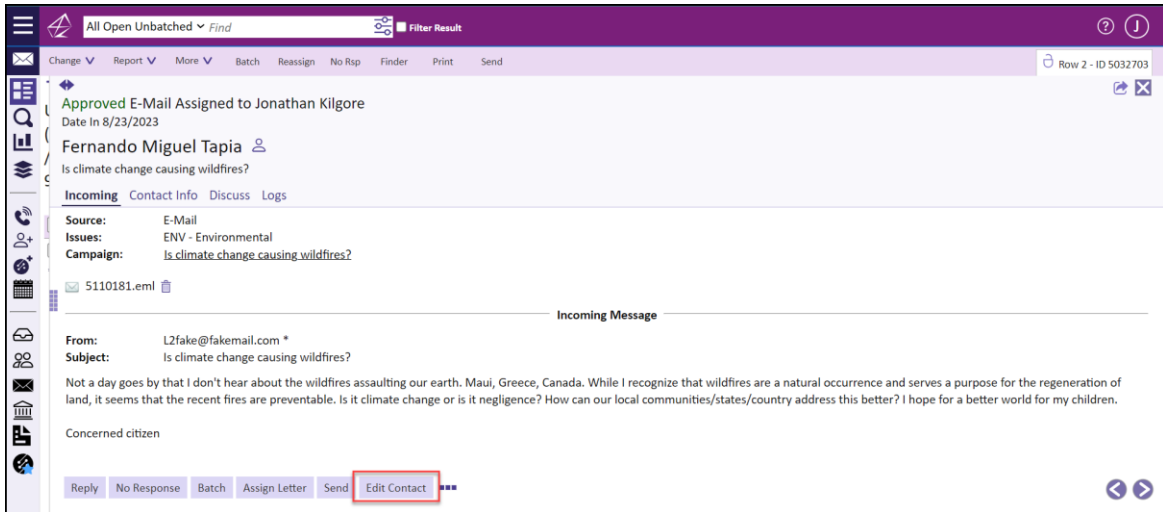 All Open Unbatched Find Filter Result ? J
Change Report More Batch Reassign No Rsp Finder Print Send Row 2 - ID 5032703
Approved E-Mail Assigned to Jonathan Kilgore
Date In 8/23/2023
Fernando Miguel Tapia
Is climate change causing wildfires?
Incoming Contact Info Discuss Logs
Source: E-Mail
Issues: ENV - Environmental
Campaign: Is climate change causing wildfires?
5110181.eml
Incoming Message
From: L2fake@fakemail.com *
Subject: Is climate change causing wildfires?
Not a day goes by that I don't hear about the wildfires assaulting our earth. Maui, Greece, Canada. While I recognize that wildfires are a natural occurrence and serves a purpose for the regeneration of
land, it seems that the recent fires are preventable. Is it climate change or is it negligence? How can our local communities/states/country address this better? I hope for a better world for my children.
Concerned citizen
Reply No Response Batch Assign Letter Send Edit Contact